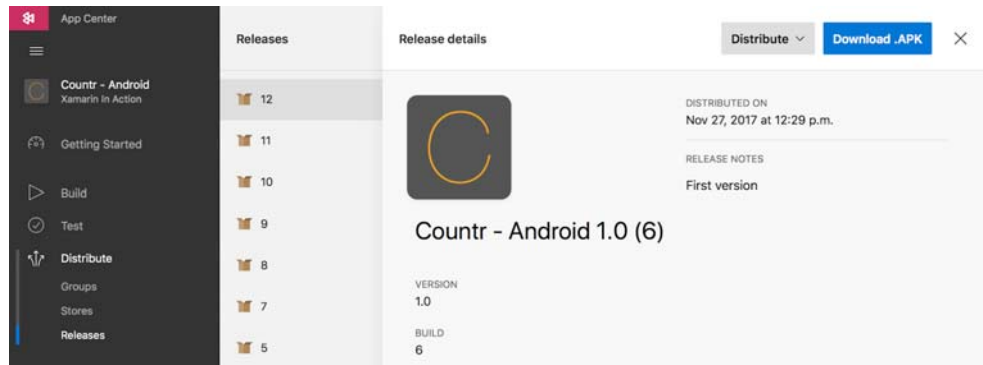 App Center
Countr - Android
Xamarin In Action
Getting Started
Build
Test
Distribute
Groups
Stores
Releases
Releases
12
11
10
9
8
7
5
Release details
Distribute
Download .APK
DISTRIBUTED ON
Nov 27, 2017 at 12:29 p.m.
RELEASE NOTES
First version
Countr - Android 1.0 (6)
VERSION
1.0
BUILD
6